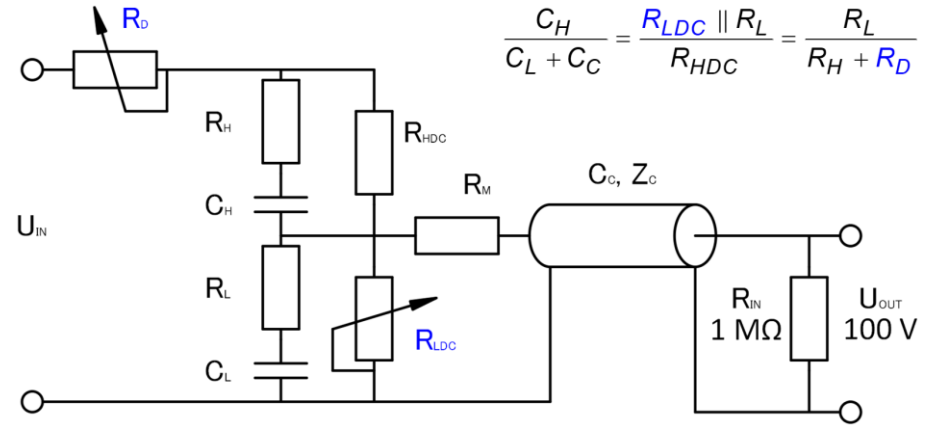 R_D
C_H / (C_L + C_C) = (R_LDC || R_L) / R_HDC = R_L / (R_H + R_D)
R_H
R_HDC
C_H
R_M
C_C, Z_C
U_IN
R_L
R_LDC
C_L
R_IN
1 MΩ
U_OUT
100 V